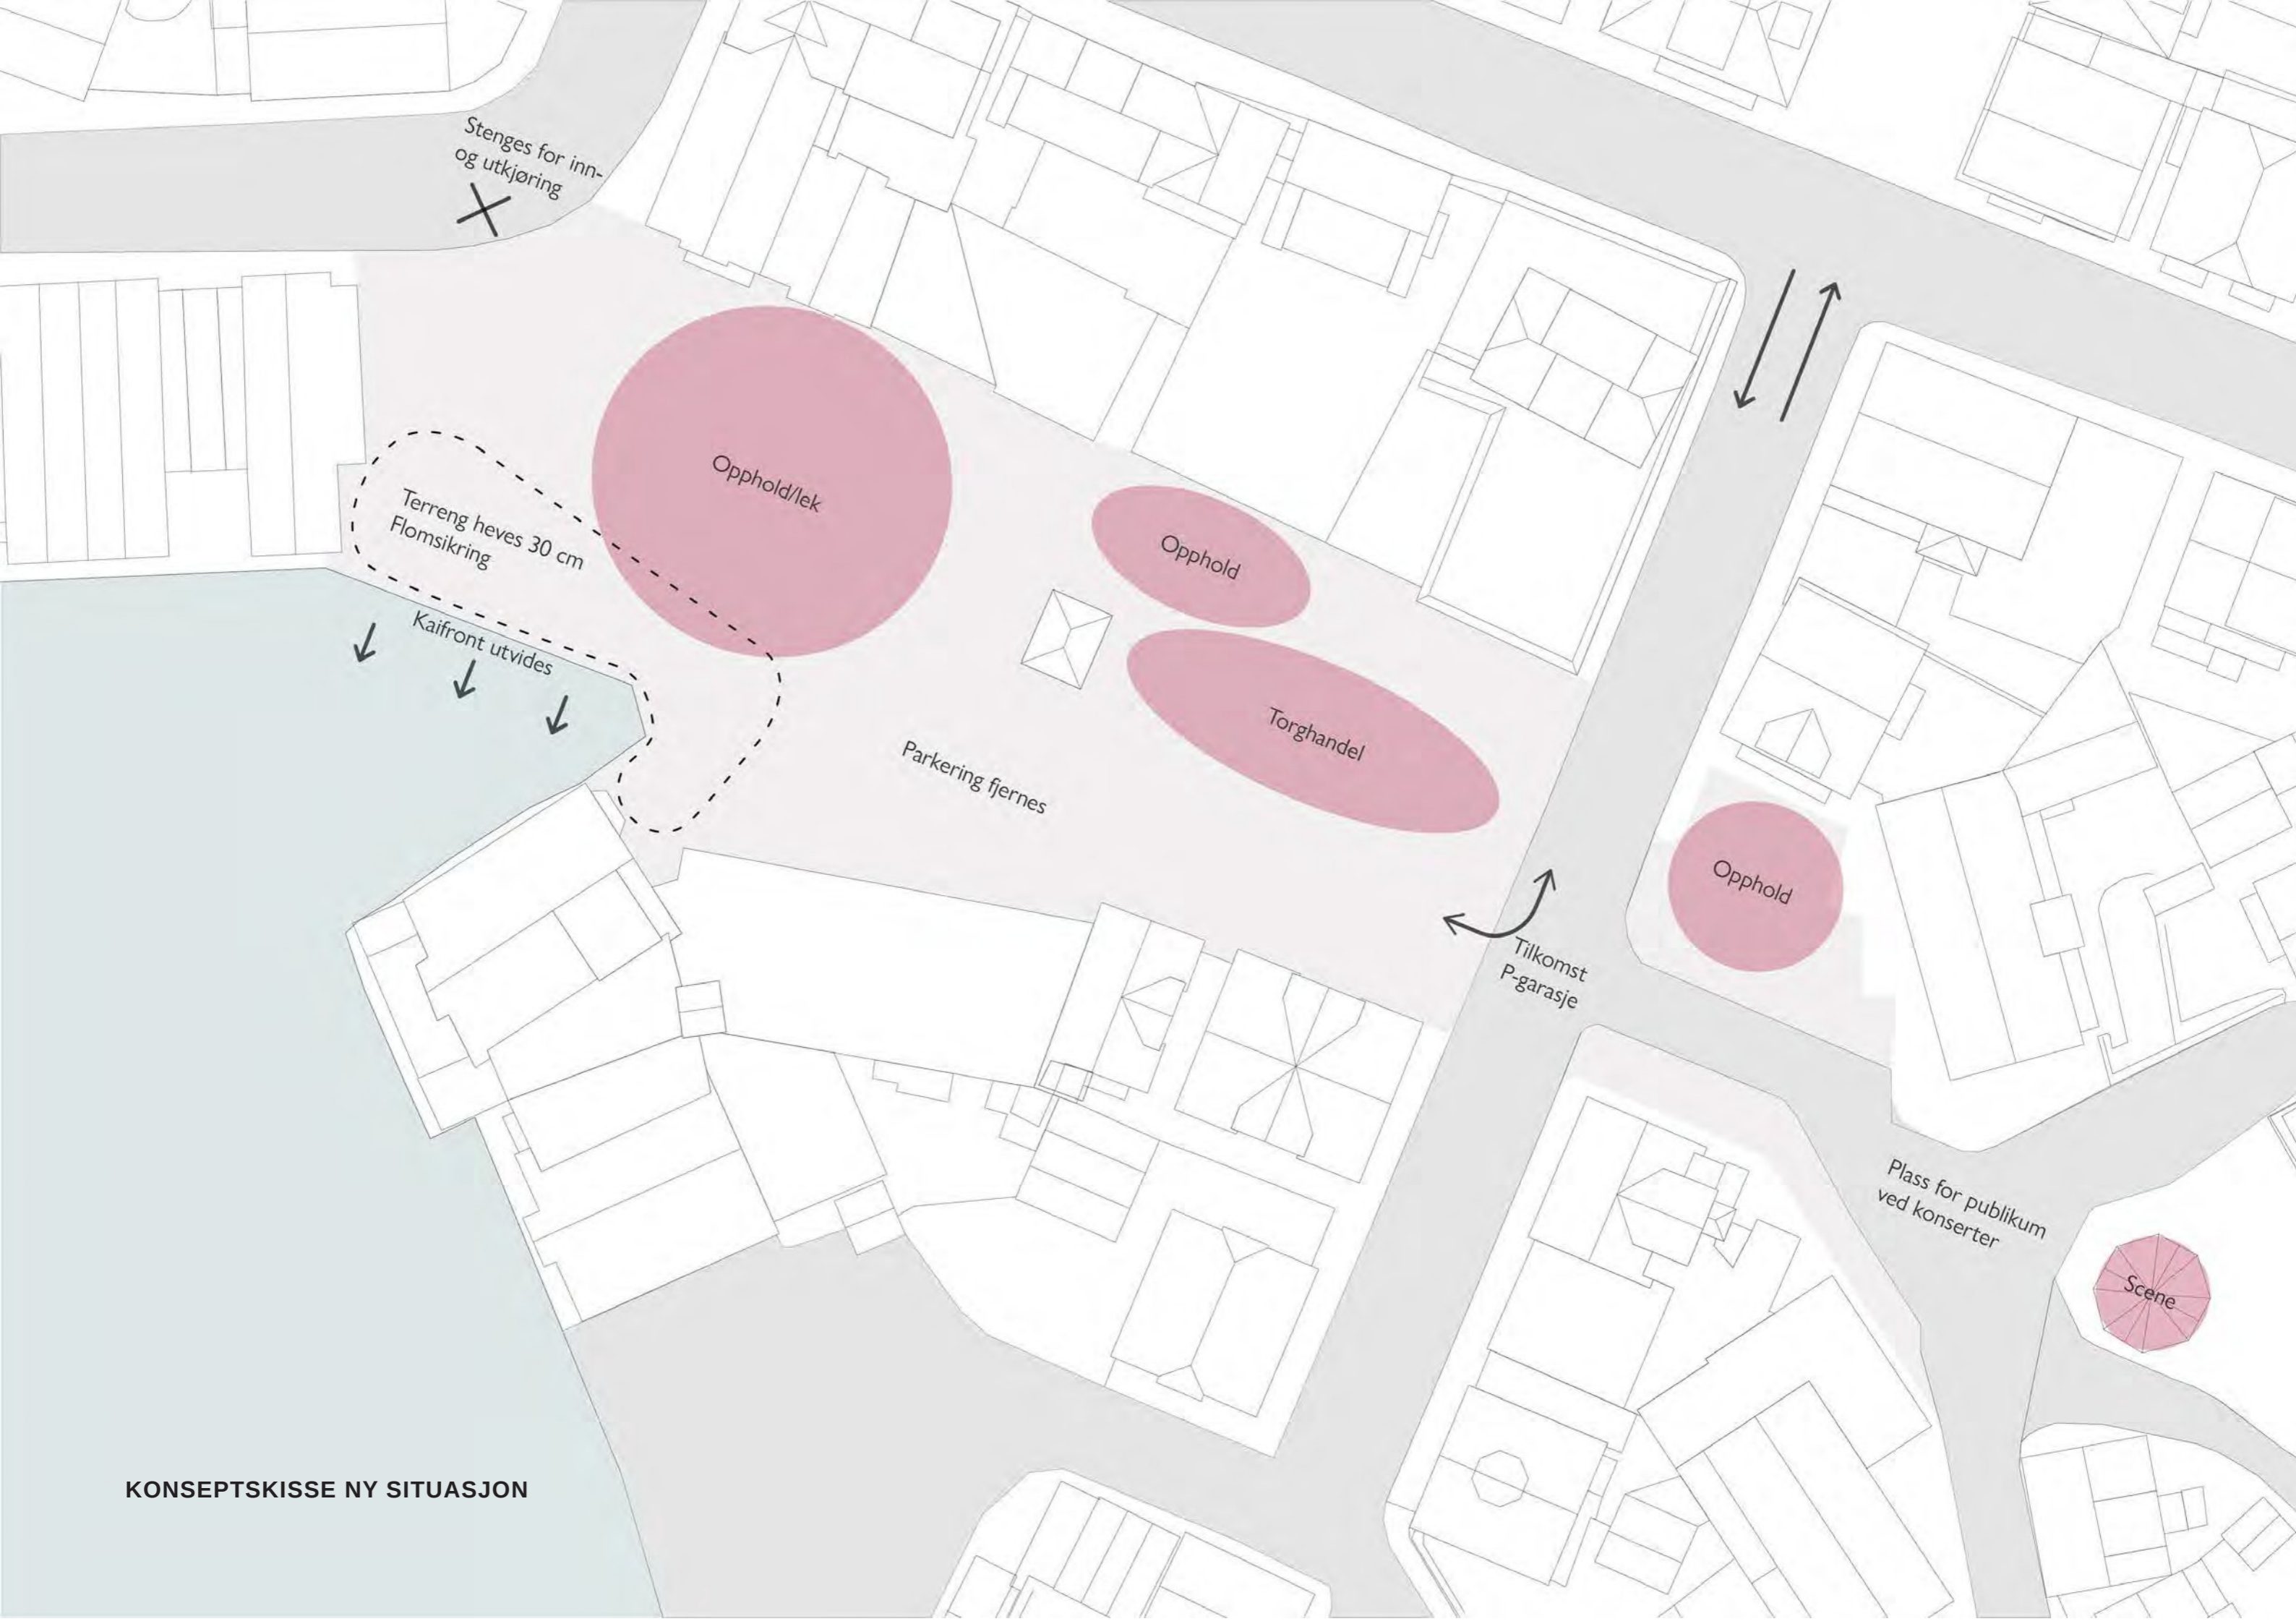 Stenges for inn-
og utkjøring
Opphold/lek
Terreng heves 30 cm
Flomsikring
Kaifront utvides
Opphold
Torghandel
Parkering fjernes
Opphold
Tilkomst
P-garasje
Plass for publikum
ved konserter
Scene
KONSEPTSKISSE NY SITUASJON